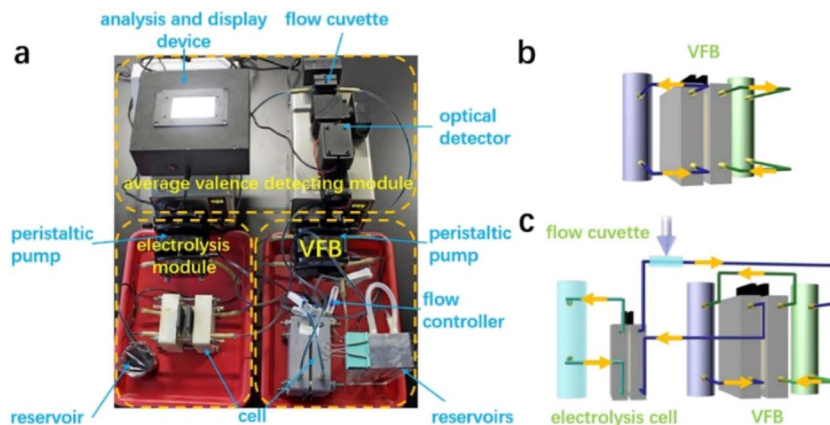 a
analysis and display
device
flow cuvette
optical
detector
average valence detecting module
peristaltic
pump
electrolysis
module
VFB
peristaltic
pump
flow
controller
reservoir
cell
reservoirs
b
VFB
c
flow cuvette
electrolysis cell
VFB